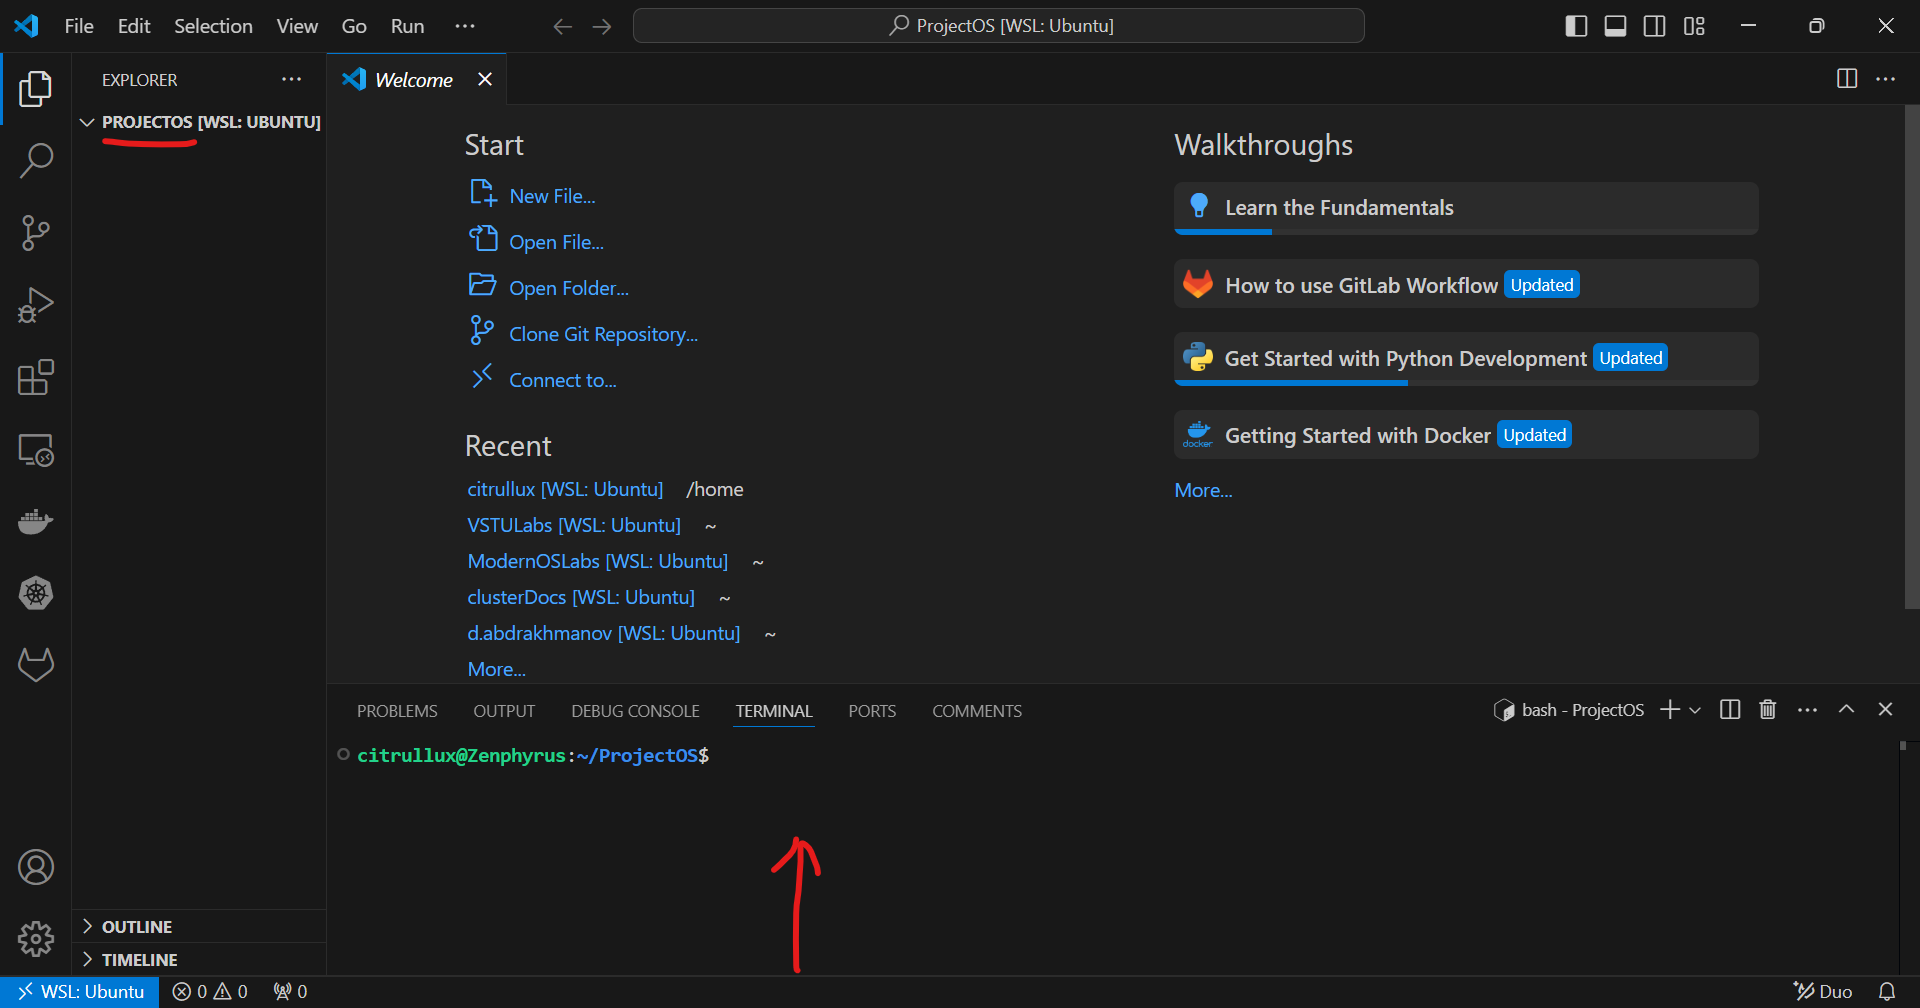 File Edit Selection View Go Run ··· ProjectOS [WSL: Ubuntu]
EXPLORER ···
PROJECTOS [WSL: UBUNTU]
Welcome
Start
New File...
Open File...
Open Folder...
Clone Git Repository...
Connect to...
Recent
citrullux [WSL: Ubuntu] /home
VSTULabs [WSL: Ubuntu] ~
ModernOSLabs [WSL: Ubuntu] ~
clusterDocs [WSL: Ubuntu] ~
d.abdrakhmanov [WSL: Ubuntu] ~
More...
Walkthroughs
Learn the Fundamentals
How to use GitLab Workflow Updated
Get Started with Python Development Updated
docker Getting Started with Docker Updated
More...
PROBLEMS OUTPUT DEBUG CONSOLE TERMINAL PORTS COMMENTS bash - ProjectOS
citrullux@Zenphyrus:~/ProjectOS$
OUTLINE
TIMELINE
WSL: Ubuntu 0 0 0 Duo